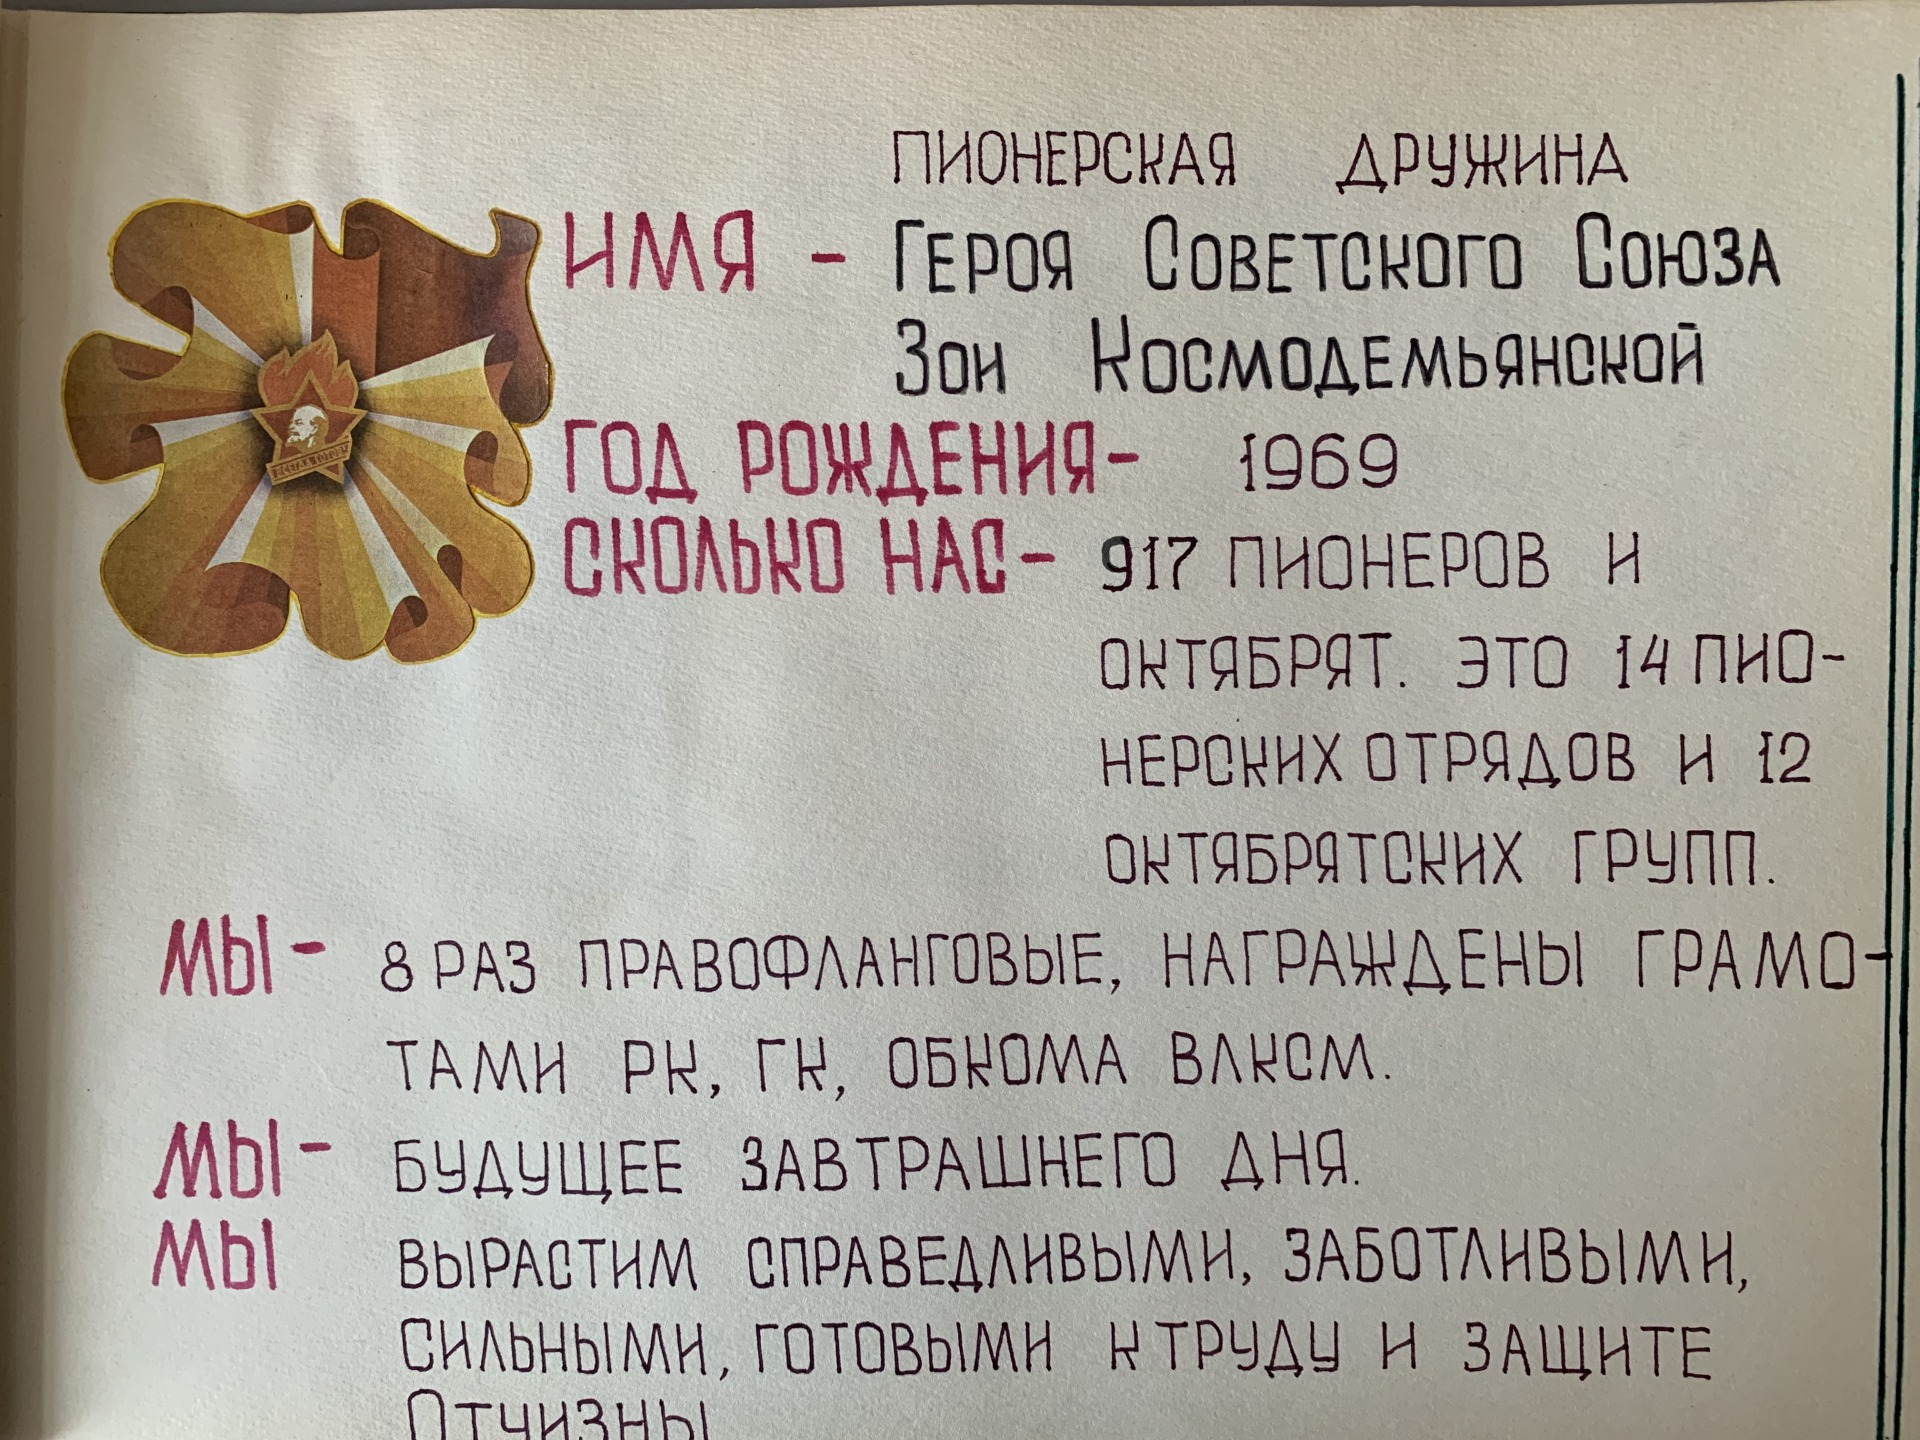 ПИОНЕРСКАЯ ДРУЖИНА
ИМЯ - ГЕРОЯ СОВЕТСКОГО СОЮЗА
ЗОИ КОСМОДЕМЬЯНСКОЙ
ГОД РОЖДЕНИЯ- 1969
СКОЛЬКО НАС- 917 ПИОНЕРОВ И
ОКТЯБРЯТ. ЭТО 14 ПИО-
НЕРСКИХ ОТРЯДОВ И 12
ОКТЯБРЯТСКИХ ГРУПП.
МЫ- 8 РАЗ ПРАВОФЛАНГОВЫЕ, НАГРАЖДЕНЫ ГРАМО-
ТАМИ РК, ГК, ОБКОМА ВЛКСМ.
МЫ- БУДУЩЕЕ ЗАВТРАШНЕГО ДНЯ.
МЫ ВЫРАСТИМ СПРАВЕДЛИВЫМИ, ЗАБОТЛИВЫМИ,
СИЛЬНЫМИ, ГОТОВЫМИ К ТРУДУ И ЗАЩИТЕ
ОТЧИЗНЫ
ВСЕГДА ГОТОВ!